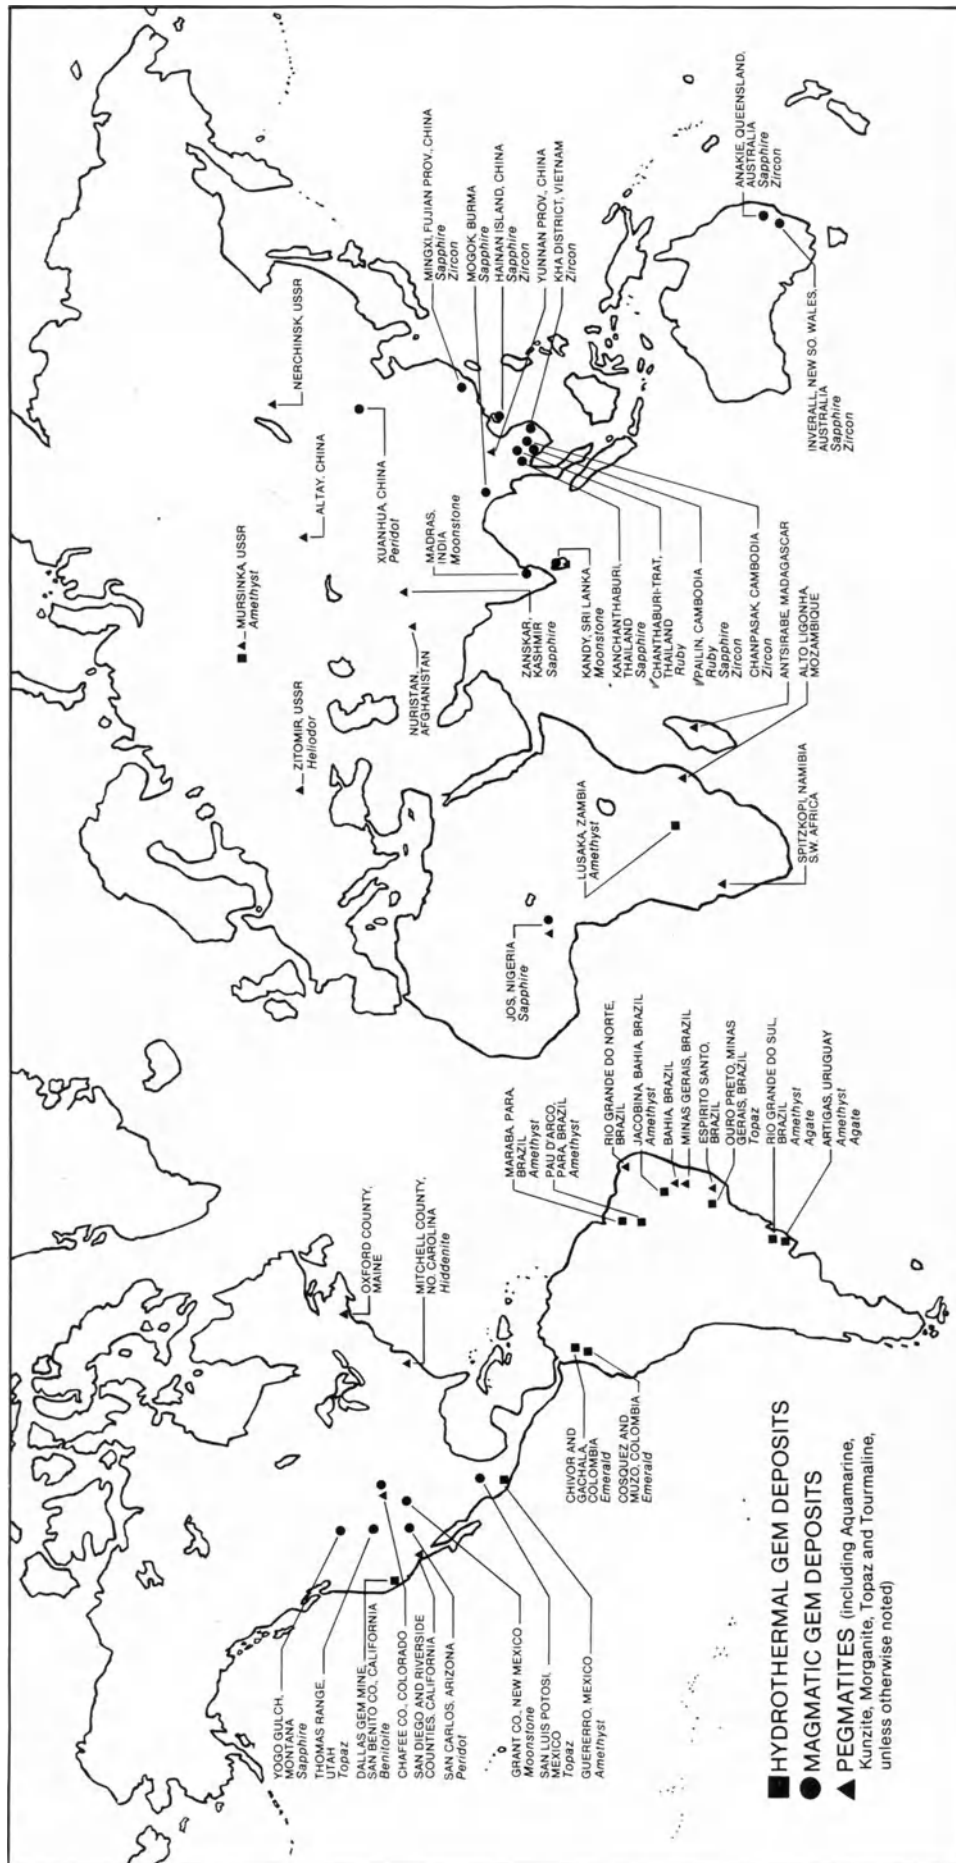 YOGO GULCH,
MONTANA
Sapphire
THOMAS RANGE,
UTAH
Topaz
DALLAS GEM MINE,
SAN BENITO CO., CALIFORNIA
Benitoite
CHAFEE CO., COLORADO
SAN DIEGO AND RIVERSIDE
COUNTIES, CALIFORNIA
SAN CARLOS, ARIZONA
Peridot
GRANT CO., NEW MEXICO
Moonstone
SAN LUIS POTOSI,
MEXICO
Topaz
GUERERRO, MEXICO
Amethyst
OXFORD COUNTY,
MAINE
MITCHELL COUNTY,
NO. CAROLINA
Hiddenite
CHIVOR AND
GACHALA,
COLOMBIA
Emerald
COSQUEZ AND
MUZO, COLOMBIA
Emerald
MARABA, PARA,
BRAZIL
Amethyst
PAU D'ARCO,
PARA, BRAZIL
Amethyst
RIO GRANDE DO NORTE,
BRAZIL
JACOBINA, BAHIA, BRAZIL
Amethyst
BAHIA, BRAZIL
MINAS GERAIS, BRAZIL
ESPIRITO SANTO,
BRAZIL
OURO PRETO, MINAS
GERAIS, BRAZIL
Topaz
RIO GRANDE DO SUL,
BRAZIL
Amethyst
Agate
ARTIGAS, URUGUAY
Amethyst
Agate
JOS, NIGERIA
Sapphire
LUSAKA, ZAMBIA
Amethyst
SPITZKOPJ, NAMIBIA
S.W. AFRICA
ZITOMIR, USSR
Heliodor
MURSINKA, USSR
Amethyst
ALTAY, CHINA
NERCHINSK, USSR
XUANHUA, CHINA
Peridot
NURISTAN,
AFGHANISTAN
MADRAS,
INDIA
Moonstone
ZANSKAR,
KASHMIR
Sapphire
KANDY, SRI LANKA
Moonstone
KANCHANTHABURI,
THAILAND
Sapphire
CHANTHABURI-TRAT,
THAILAND
Ruby
PAILIN, CAMBODIA
Ruby
Sapphire
Zircon
CHANPASAK, CAMBODIA
Zircon
ANTSIRABE, MADAGASCAR
ALTO LIGONHA,
MOZAMBIQUE
MINGXI, FUJIAN PROV., CHINA
Sapphire
Zircon
MOGOK, BURMA
Sapphire
HAINAN ISLAND, CHINA
Sapphire
Zircon
YUNNAN PROV., CHINA
KHA DISTRICT, VIETNAM
Zircon
ANAKIE, QUEENSLAND,
AUSTRALIA
Sapphire
Zircon
INVERALL, NEW SO. WALES,
AUSTRALIA
Sapphire
Zircon
HYDROTHERMAL GEM DEPOSITS
MAGMATIC GEM DEPOSITS
PEGMATITES (including Aquamarine,
Kunzite, Morganite, Topaz and Tourmaline,
unless otherwise noted)